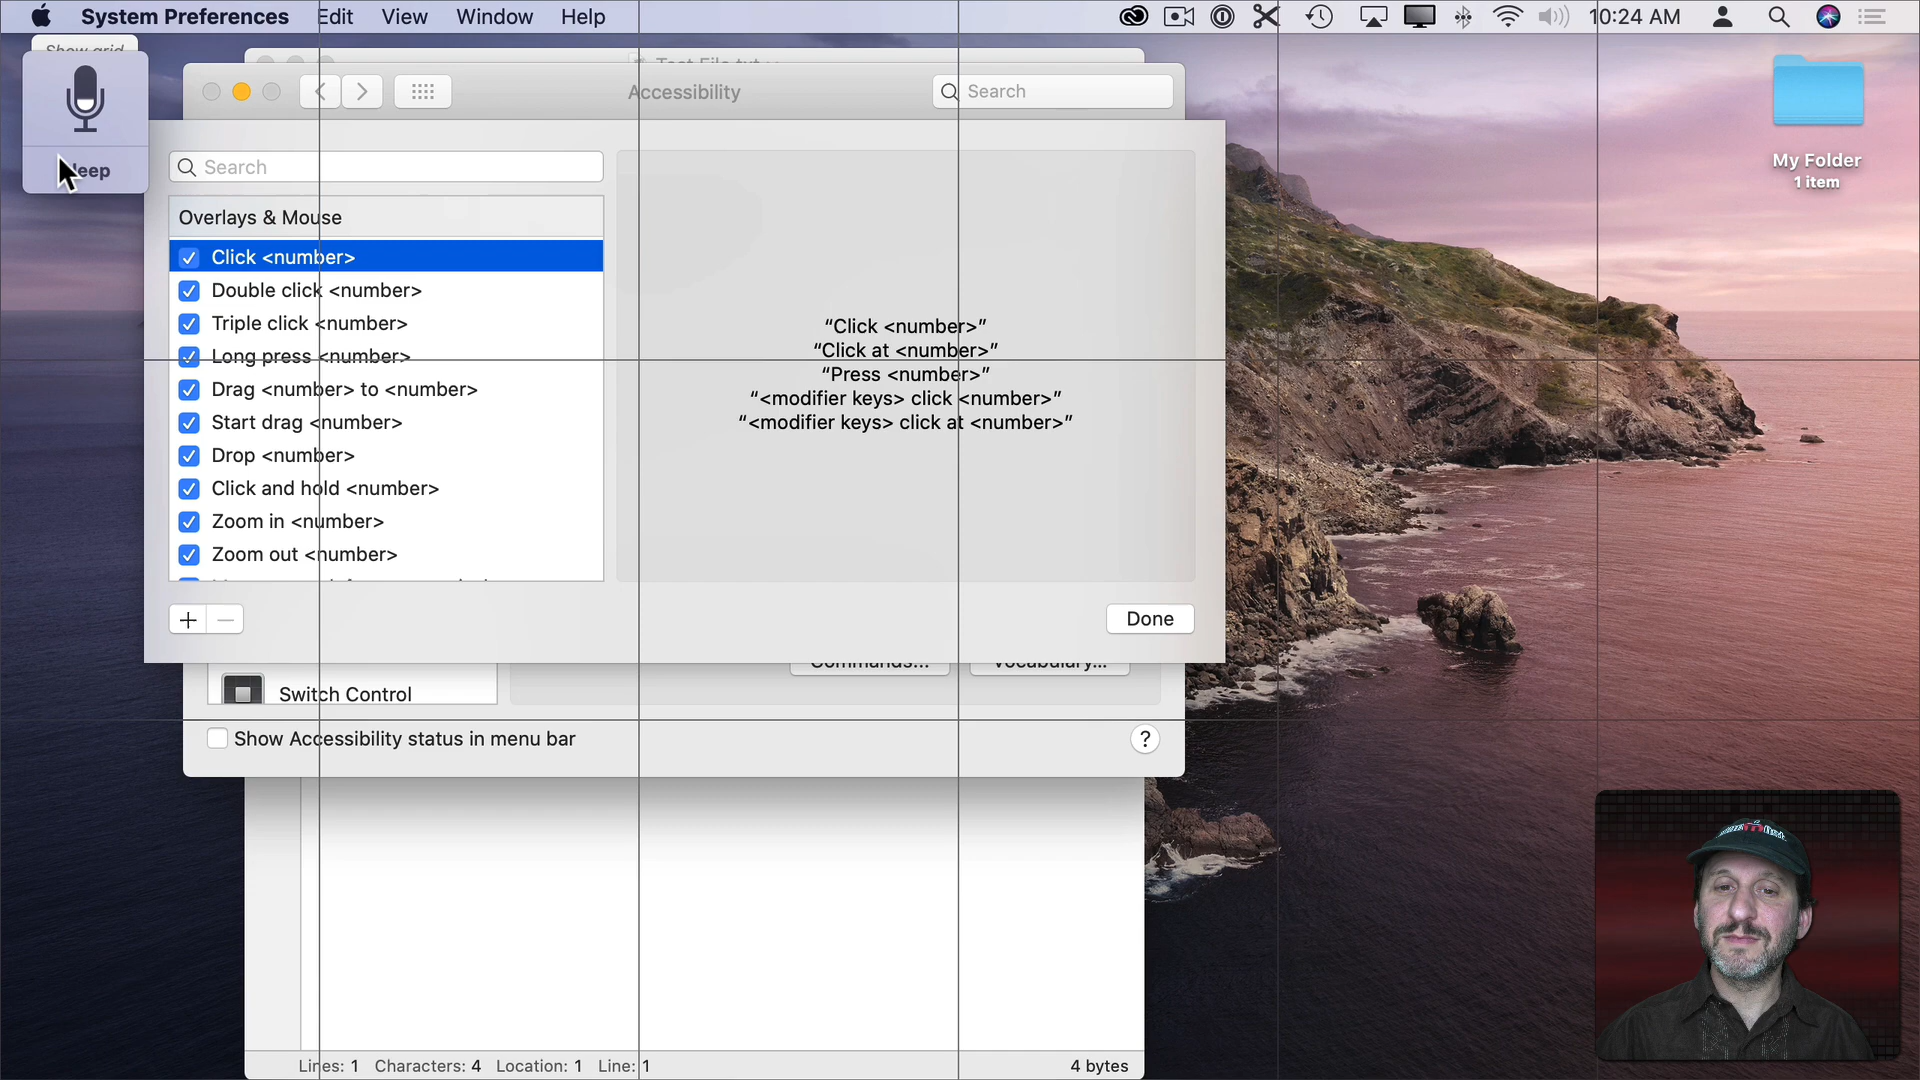 System Preferences Edit View Window Help 10:24 AM
Show grid
Accessibility
Search
Search
Overlays & Mouse
Click <number>
Double click <number>
Triple click <number>
Long press <number>
Drag <number> to <number>
Start drag <number>
Drop <number>
Click and hold <number>
Zoom in <number>
Zoom out <number>
“Click <number>”
“Click at <number>”
“Press <number>”
“<modifier keys> click <number>”
“<modifier keys> click at <number>”
+ −
Done
Commands... Vocabulary...
Switch Control
Show Accessibility status in menu bar
?
Lines: 1 Characters: 4 Location: 1 Line: 1
4 bytes
My Folder
1 item